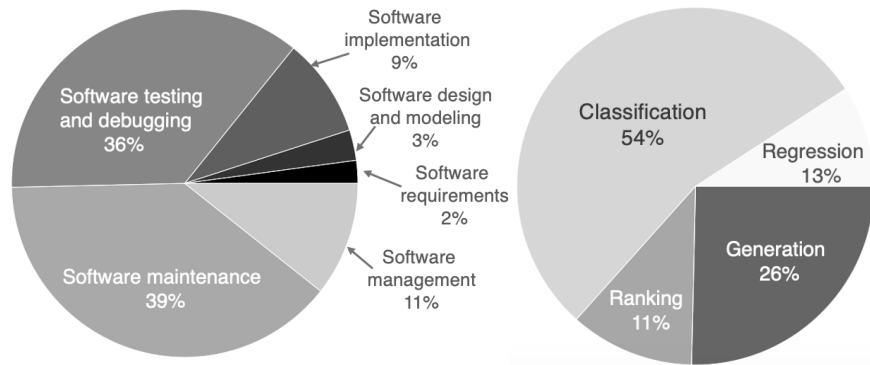 Software
implementation
9%
Software testing
and debugging
36%
Software design
and modeling
3%
Software
requirements
2%
Software
management
11%
Software maintenance
39%
Classification
54%
Regression
13%
Generation
26%
Ranking
11%